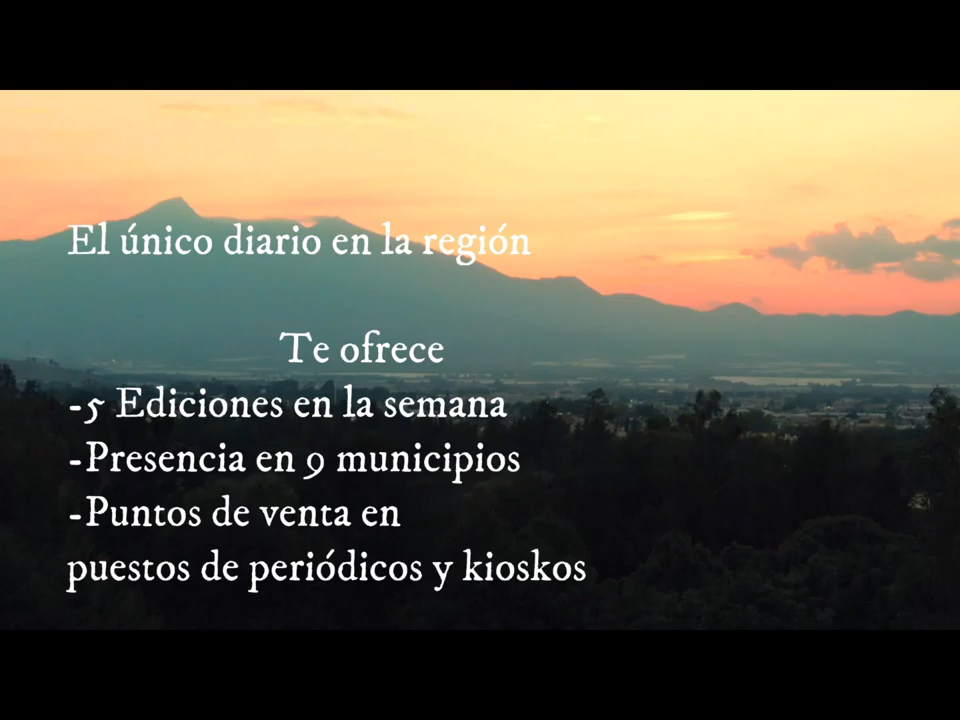 El único diario en la región
Te ofrece
-5 Ediciones en la semana
-Presencia en 9 municipios
-Puntos de venta en
puestos de periódicos y kioskos